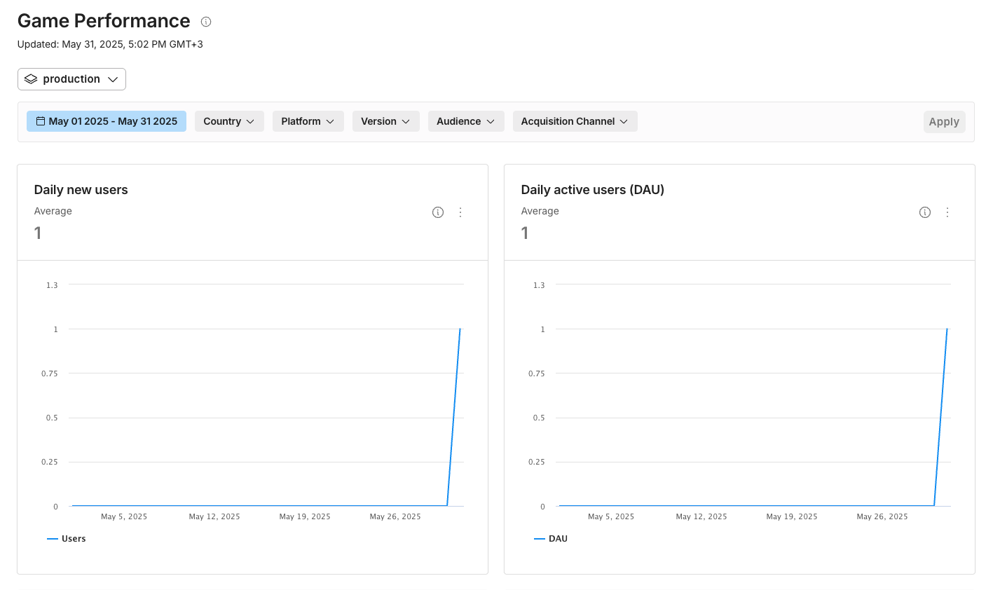 Game Performance
Updated: May 31, 2025, 5:02 PM GMT+3
production
May 01 2025 - May 31 2025
Country
Platform
Version
Audience
Acquisition Channel
Apply
Daily new users
Average
1
1.3
1
0.75
0.5
0.25
0
May 5, 2025
May 12, 2025
May 19, 2025
May 26, 2025
Users
Daily active users (DAU)
Average
1
1.3
1
0.75
0.5
0.25
0
May 5, 2025
May 12, 2025
May 19, 2025
May 26, 2025
DAU